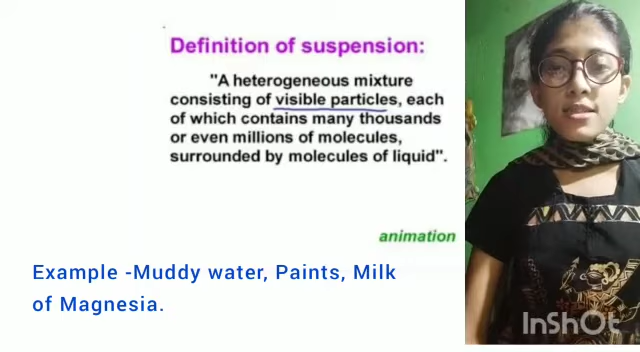 Definition of suspension:
"A heterogeneous mixture
consisting of visible particles, each
of which contains many thousands
or even millions of molecules,
surrounded by molecules of liquid".
animation
Example -Muddy water, Paints, Milk
of Magnesia.
InShOt